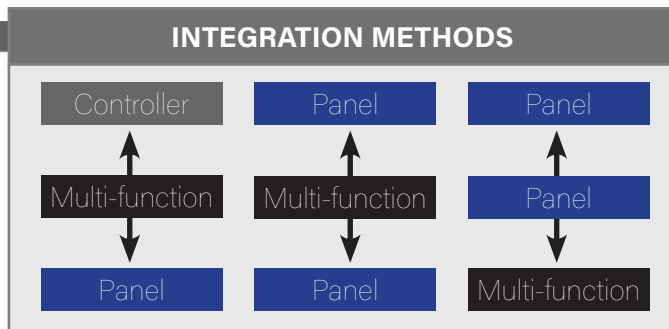 INTEGRATION METHODS
Controller Panel Panel
Multi-function Multi-function Panel
Panel Panel Multi-function